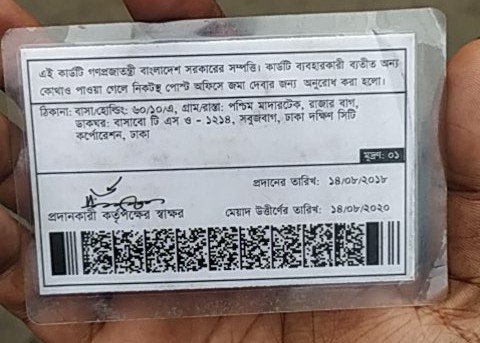 এই কার্ডটি গণপ্রজাতন্ত্রী বাংলাদেশ সরকারের সম্পত্তি। কার্ডটি ব্যবহারকারী ব্যতীত অন্য
কোথাও পাওয়া গেলে নিকটস্থ পোস্ট অফিসে জমা দেবার জন্য অনুরোধ করা হলো।
ঠিকানা: বাসা/হোল্ডিং: ৬০/১০/এ, গ্রাম/রাস্তা: পশ্চিম মাদারটেক, রাজার বাগ,
ডাকঘর: বাসাবো টি এস ও - ১২১৪, সবুজবাগ, ঢাকা দক্ষিণ সিটি
কর্পোরেশন, ঢাকা
মুদ্রণ: ০১
প্রদানের তারিখ: ১৪/০৮/২০১৮
প্রদানকারী কর্তৃপক্ষের স্বাক্ষর
মেয়াদ উত্তীর্ণের তারিখ: ১৪/০৮/২০২০